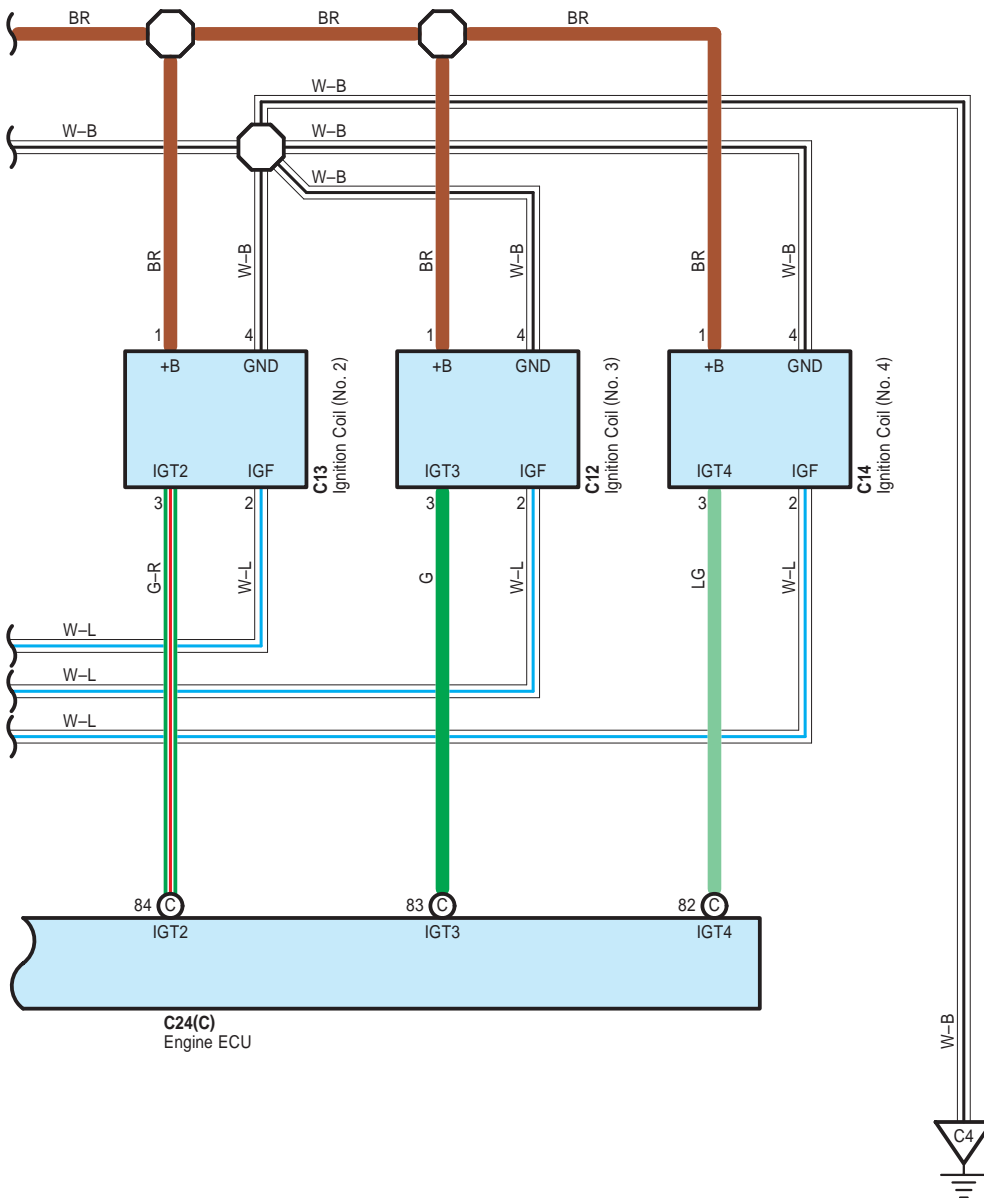 BR BR BR
W–B
W–B W–B
W–B
BR W–B BR W–B BR W–B
1 4 1 4 1 4
+B GND +B GND +B GND
C13
Ignition Coil (No. 2)
C12
Ignition Coil (No. 3)
C14
Ignition Coil (No. 4)
IGT2 IGF IGT3 IGF IGT4 IGF
3 2 3 2 3 2
G–R W–L G W–L LG W–L
W–L
W–L
W–L
84 C 83 C 82 C
IGT2 IGT3 IGT4
C24(C)
Engine ECU
W–B
C4